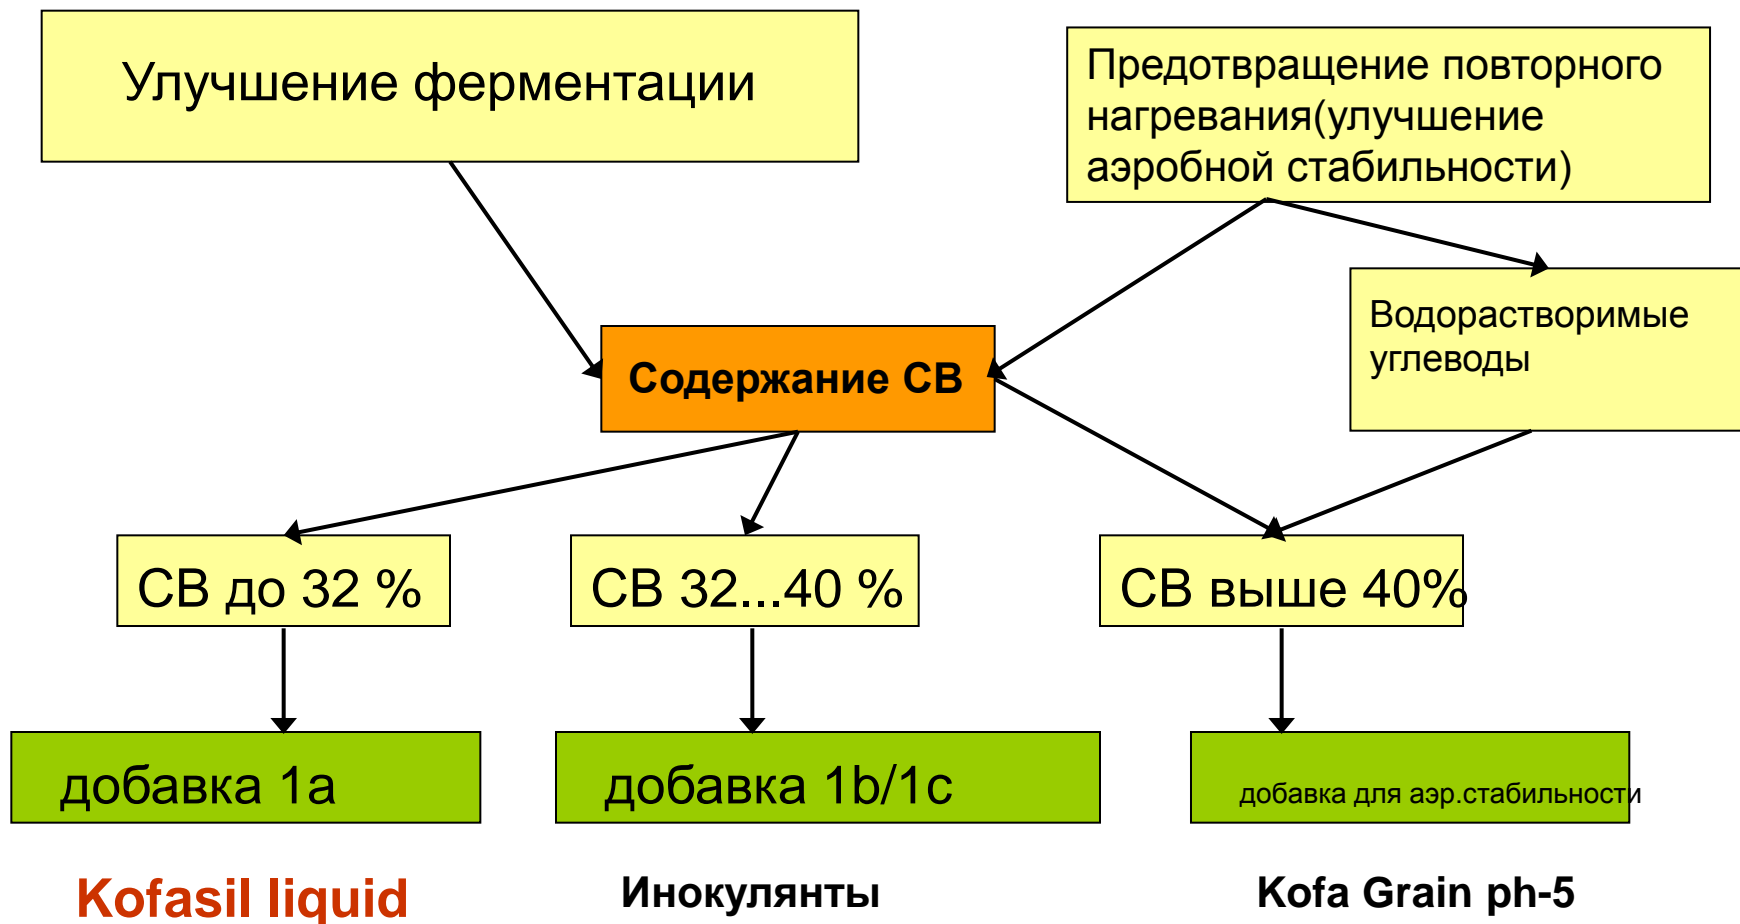 Улучшение ферментации
Предотвращение повторного
нагревания(улучшение
аэробной стабильности)
Водорастворимые
углеводы
Содержание СВ
СВ до 32 %
СВ 32...40 %
СВ выше 40%
добавка 1a
добавка 1b/1c
добавка для аэр.стабильности
Kofasil liquid
Инокулянты
Kofa Grain ph-5